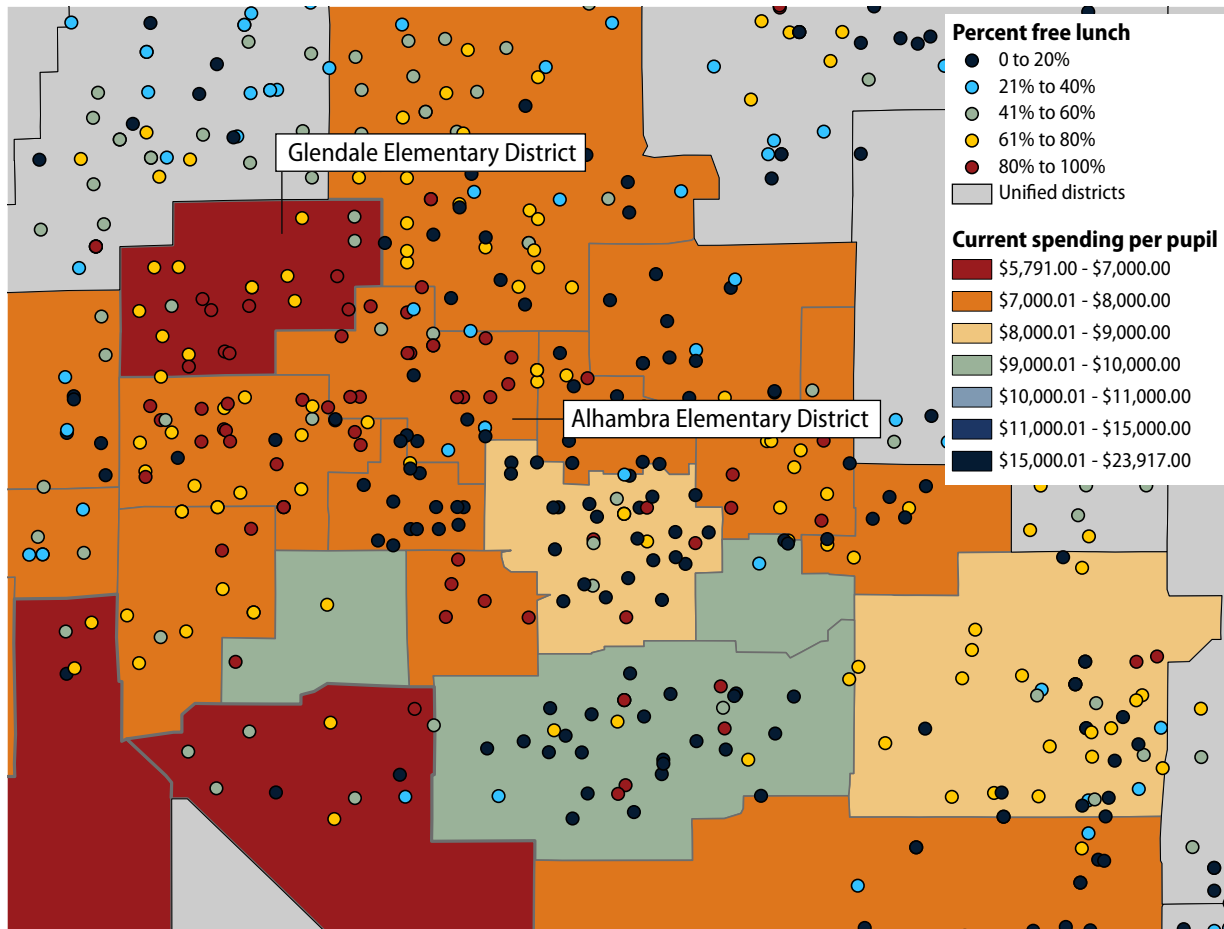 Percent free lunch
0 to 20%
21% to 40%
41% to 60%
61% to 80%
80% to 100%
Unified districts
Glendale Elementary District
Current spending per pupil
$5,791.00 - $7,000.00
$7,000.01 - $8,000.00
$8,000.01 - $9,000.00
$9,000.01 - $10,000.00
$10,000.01 - $11,000.00
$11,000.01 - $15,000.00
$15,000.01 - $23,917.00
Alhambra Elementary District